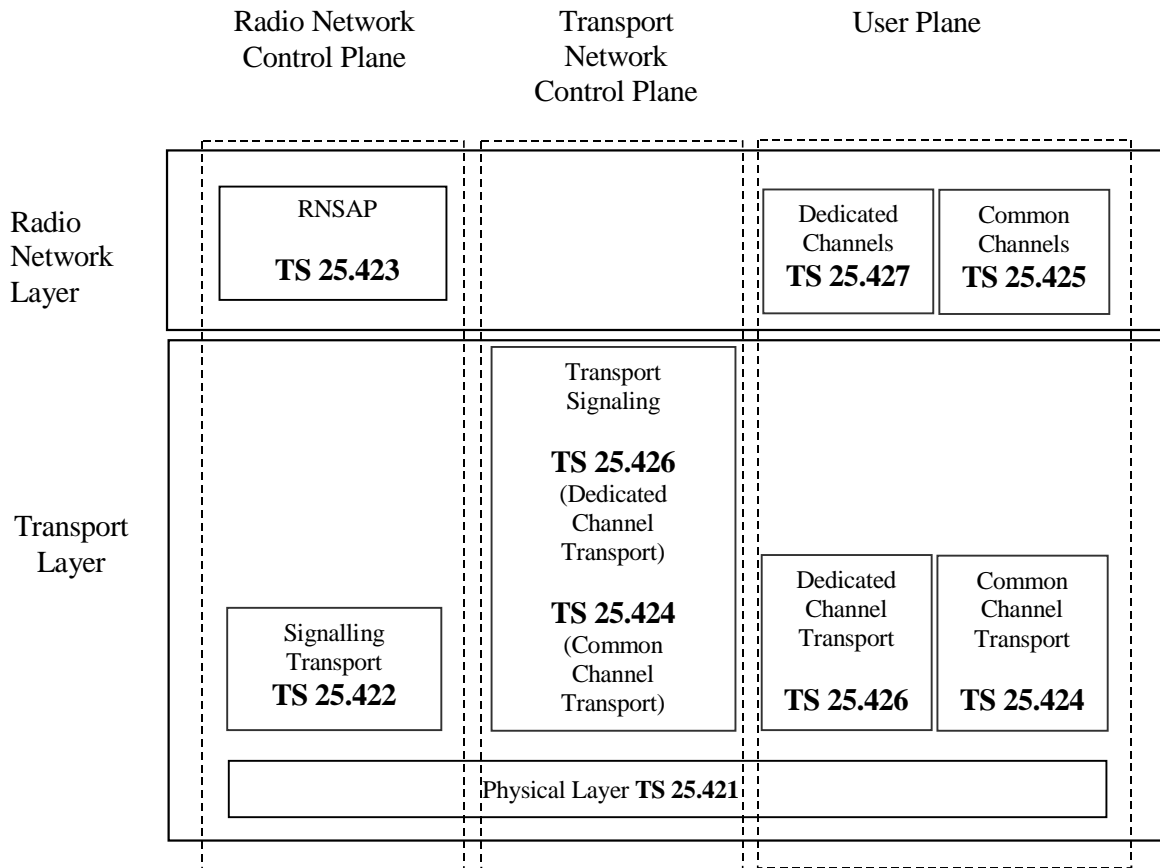 Radio Network
Control Plane
Transport
Network
Control Plane
User Plane
Radio
Network
Layer
RNSAP
TS 25.423
Dedicated
Channels
TS 25.427
Common
Channels
TS 25.425
Transport
Layer
Signalling
Transport
TS 25.422
Transport
Signaling
TS 25.426
(Dedicated
Channel
Transport)
TS 25.424
(Common
Channel
Transport)
Dedicated
Channel
Transport
TS 25.426
Common
Channel
Transport
TS 25.424
Physical Layer TS 25.421